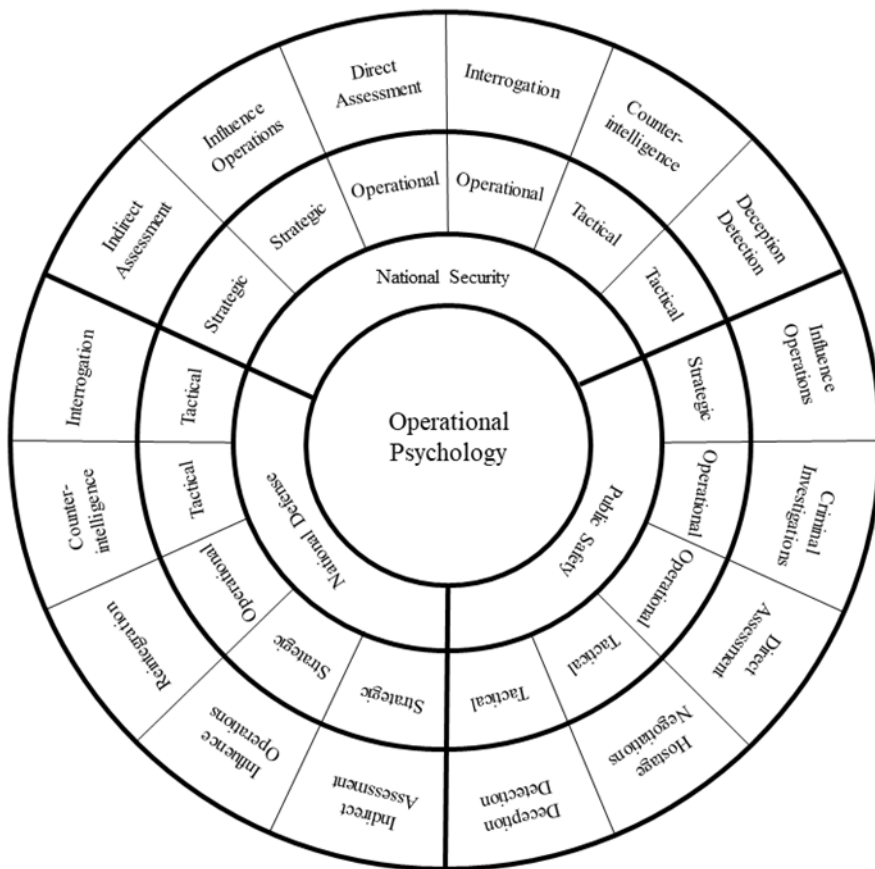 Operational
Psychology
National Security
Public Safety
National Defense
Strategic
Strategic
Operational
Operational
Tactical
Tactical
Strategic
Operational
Operational
Tactical
Tactical
Strategic
Strategic
Operational
Tactical
Tactical
Indirect
Assessment
Influence
Operations
Direct
Assessment
Interrogation
Counter-
intelligence
Deception
Detection
Influence
Operations
Criminal
Investigations
Direct
Assessment
Hostage
Negotiations
Deception
Detection
Indirect
Assessment
Influence
Operations
Reintegration
Counter-
intelligence
Interrogation